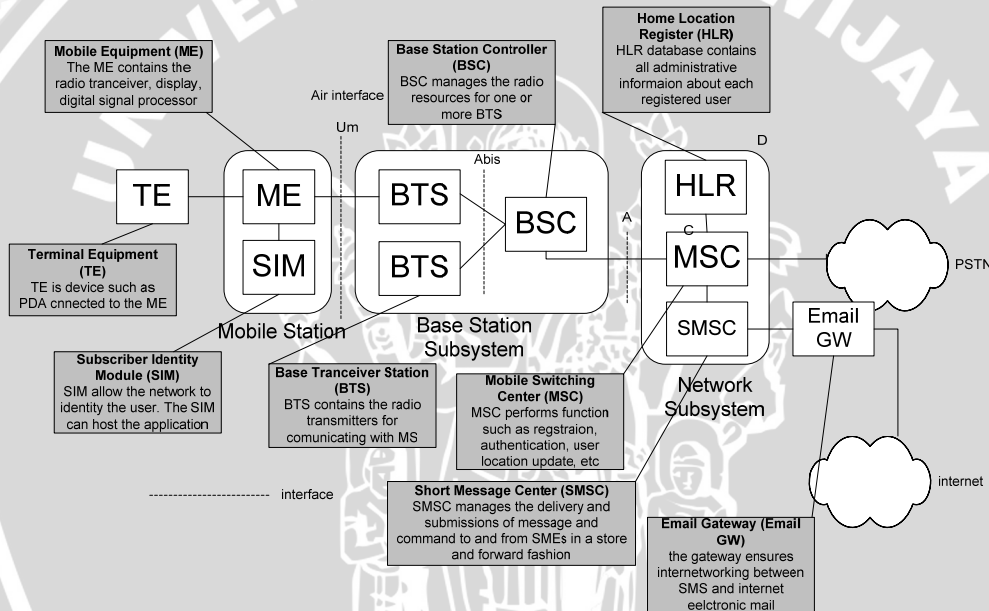 UNIVER
WIJAYA
Mobile Equipment (ME)
The ME contains the
radio tranceiver, display,
digital signal processor
Base Station Controller
(BSC)
BSC manages the radio
resources for one or
more BTS
Home Location
Register (HLR)
HLR database contains
all administrative
informaion about each
registered user
Air interface
Um
Abis
A
C
D
TE
ME
SIM
BTS
BTS
BSC
HLR
MSC
SMSC
Email
GW
PSTN
internet
Mobile Station
Base Station
Subsystem
Network
Subsystem
Terminal Equipment
(TE)
TE is device such as
PDA cnnected to the ME
Subscriber Identity
Module (SIM)
SIM allow the network to
identity the user. The SIM
can host the application
Base Tranceiver Station
(BTS)
BTS contains the radio
transmitters for
comunicating with MS
Mobile Switching
Center (MSC)
MSC performs function
such as regstraion,
authentication, user
location update, etc
Short Message Center (SMSC)
SMSC manages the delivery and
submissions of message and
command to and from SMEs in a store
and forward fashion
Email Gateway (Email
GW)
the gateway ensures
internetworking between
SMS and internet
eelctronic mail
interface